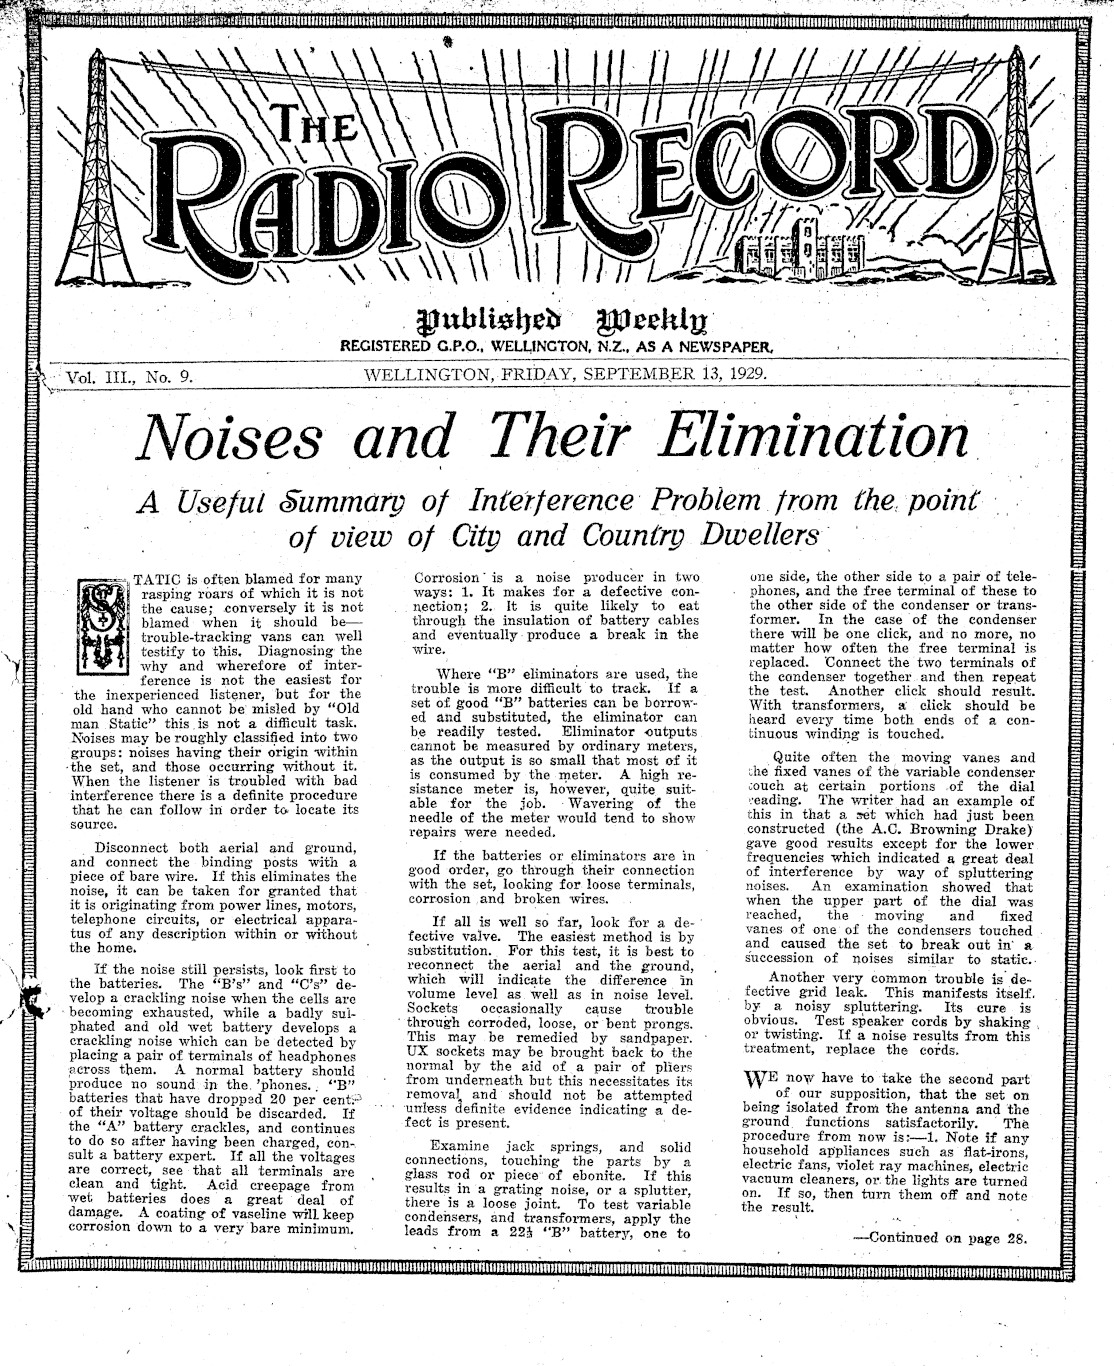 THE
RADIO RECORD
Published Weekly
REGISTERED G.P.O., WELLINGTON, N.Z., AS A NEWSPAPER,
Vol. III., No. 9.
WELLINGTON, FRIDAY, SEPTEMBER 13, 1929.
Noises and Their Elimination
A Useful Summary of Interference Problem from the point
of view of City and Country Dwellers
STATIC is often blamed for many
rasping roars of which it is not
the cause; conversely it is not
blamed when it should be—
trouble-tracking vans can well
testify to this. Diagnosing the
why and wherefore of inter-
ference is not the easiest for
the inexperienced listener, but for the
old hand who cannot be misled by "Old
man Static" this is not a difficult task.
Noises may be roughly classified into two
groups: noises having their origin within
the set, and those occurring without it.
When the listener is troubled with bad
interference there is a definite procedure
that he can follow in order to locate its
source.
Disconnect both aerial and ground,
and connect the binding posts with a
piece of bare wire. If this eliminates the
noise, it can be taken for granted that
it is originating from power lines, motors,
telephone circuits, or electrical appara-
tus of any description within or without
the home.
If the noise still persists, look first to
the batteries. The "B's" and "C's" de-
velop a crackling noise when the cells are
becoming exhausted, while a badly sul-
phated and old wet battery develops a
crackling noise which can be detected by
placing a pair of terminals of headphones
across them. A normal battery should
produce no sound in the 'phones. "B"
batteries that have dropped 20 per cent.
of their voltage should be discarded. If
the "A" battery crackles, and continues
to do so after having been charged, con-
sult a battery expert. If all the voltages
are correct, see that all terminals are
clean and tight. Acid creepage from
wet batteries does a great deal of
damage. A coating of vaseline will keep
corrosion down to a very bare minimum.
Corrosion is a noise producer in two
ways: 1. It makes for a defective con-
nection; 2. It is quite likely to eat
through the insulation of battery cables
and eventually produce a break in the
wire.
Where "B" eliminators are used, the
trouble is more difficult to track. If a
set of good "B" batteries can be borrow-
ed and substituted, the eliminator can
be readily tested. Eliminator outputs
cannot be measured by ordinary meters,
as the output is so small that most of it
is consumed by the meter. A high re-
sistance meter is, however, quite suit-
able for the job. Wavering of the
needle of the meter would tend to show
repairs were needed.
If the batteries or eliminators are in
good order, go through their connection
with the set, looking for loose terminals,
corrosion and broken wires.
If all is well so far, look for a de-
fective valve. The easiest method is by
substitution. For this test, it is best to
reconnect the aerial and the ground,
which will indicate the difference in
volume level as well as in noise level.
Sockets occasionally cause trouble
through corroded, loose, or bent prongs.
This may be remedied by sandpaper.
UX sockets may be brought back to the
normal by the aid of a pair of pliers
from underneath but this necessitates its
removal and should not be attempted
unless definite evidence indicating a de-
fect is present.
Examine jack springs, and solid
connections, touching the parts by a
glass rod or piece of ebonite. If this
results in a grating noise, or a splutter,
there is a loose joint. To test variable
condensers, and transformers, apply the
leads from a 22½ "B" battery, one to
one side, the other side to a pair of tele-
phones, and the free terminal of these to
the other side of the condenser or trans-
former. In the case of the condenser
there will be one click, and no more, no
matter how often the free terminal is
replaced. Connect the two terminals of
the condenser together and then repeat
the test. Another click should result.
With transformers, a click should be
heard every time both ends of a con-
tinuous winding is touched.
Quite often the moving vanes and
the fixed vanes of the variable condenser
touch at certain portions of the dial
reading. The writer had an example of
this in that a set which had just been
constructed (the A.C. Browning Drake)
gave good results except for the lower
frequencies which indicated a great deal
of interference by way of spluttering
noises. An examination showed that
when the upper part of the dial was
reached, the moving and fixed
vanes of one of the condensers touched
and caused the set to break out in a
succession of noises similar to static.
Another very common trouble is de-
fective grid leak. This manifests itself
by a noisy spluttering. Its cure is
obvious. Test speaker cords by shaking
or twisting. If a noise results from this
treatment, replace the cords.
WE now have to take the second part
of our supposition, that the set on
being isolated from the antenna and the
ground functions satisfactorily. The
procedure from now is:—1. Note if any
household appliances such as flat-irons,
electric fans, violet ray machines, electric
vacuum cleaners, or the lights are turned
on. If so, then turn them off and note
the result.
—Continued on page 28.